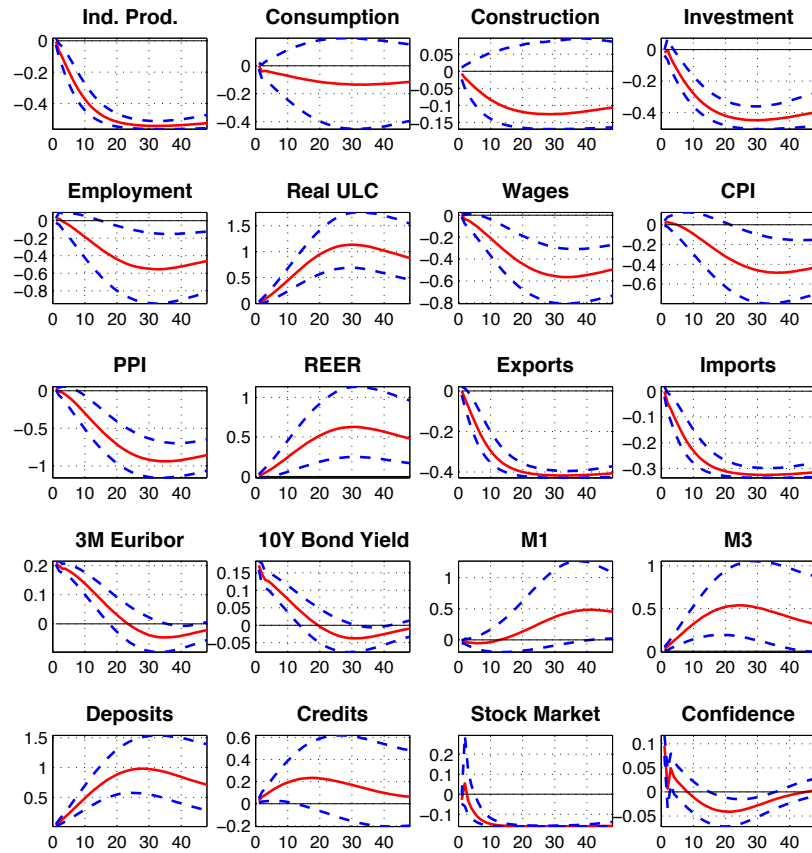 Ind. Prod. Consumption Construction Investment
0 −0.2 −0.4
0 −0.2 −0.4
0.05 0 −0.05 −0.1 −0.15
0 −0.2 −0.4
0 10 20 30 40 0 10 20 30 40 0 10 20 30 40 0 10 20 30 40
Employment Real ULC Wages CPI
0 −0.2 −0.4 −0.6 −0.8
1.5 1 0.5 0
0 −0.2 −0.4 −0.6 −0.8
0 −0.2 −0.4 −0.6
0 10 20 30 40 0 10 20 30 40 0 10 20 30 40 0 10 20 30 40
PPI REER Exports Imports
0 −0.5 −1
1 0.5 0
0 −0.2 −0.4
0 −0.1 −0.2 −0.3
0 10 20 30 40 0 10 20 30 40 0 10 20 30 40 0 10 20 30 40
3M Euribor 10Y Bond Yield M1 M3
0.2 0.1 0
0.15 0.1 0.05 0 −0.05
1 0.5 0
1 0.5 0
0 10 20 30 40 0 10 20 30 40 0 10 20 30 40 0 10 20 30 40
Deposits Credits Stock Market Confidence
1.5 1 0.5
0.6 0.4 0.2 0 −0.2
0.2 0.1 0 −0.1
0.1 0.05 0 −0.05
0 10 20 30 40 0 10 20 30 40 0 10 20 30 40 0 10 20 30 40